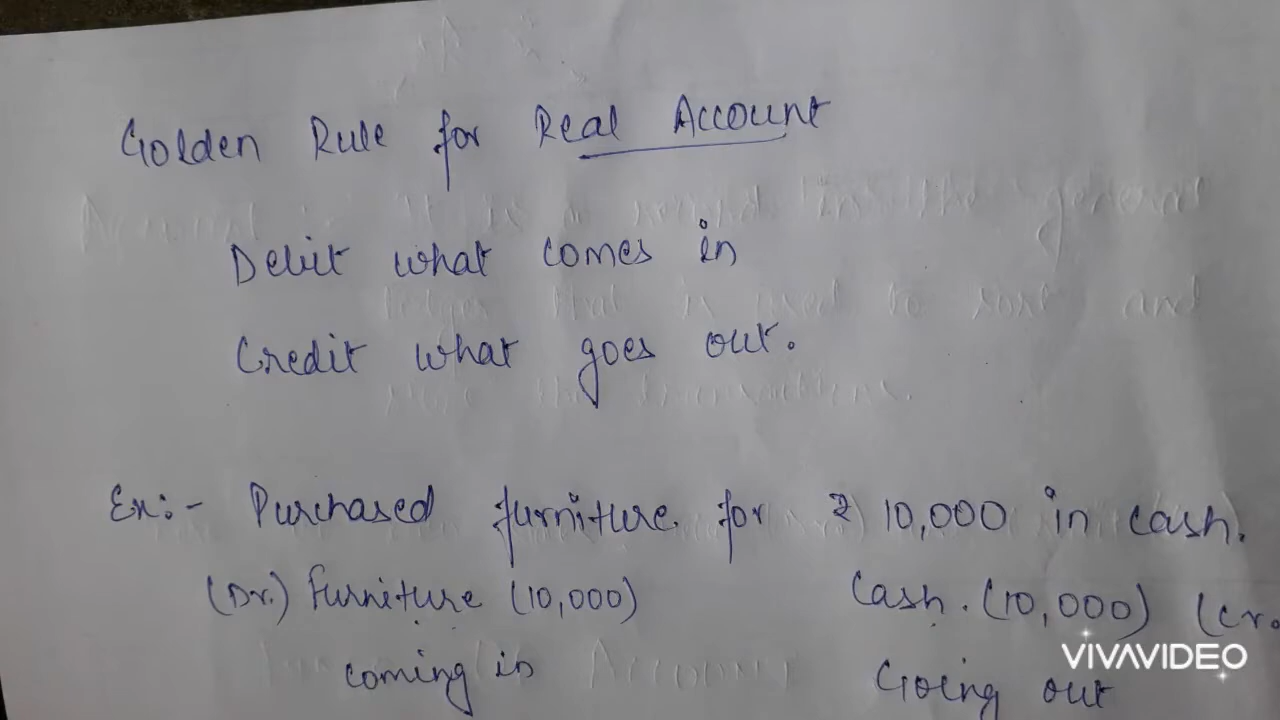 Golden Rule for Real Account
Debit what comes in
Credit what goes out.
Ex:- Purchased furniture for ₹ 10,000 in cash.
(Dr.) Furniture (10,000) Cash. (10,000) (cr.
coming in Going out
VIVAVIDEO